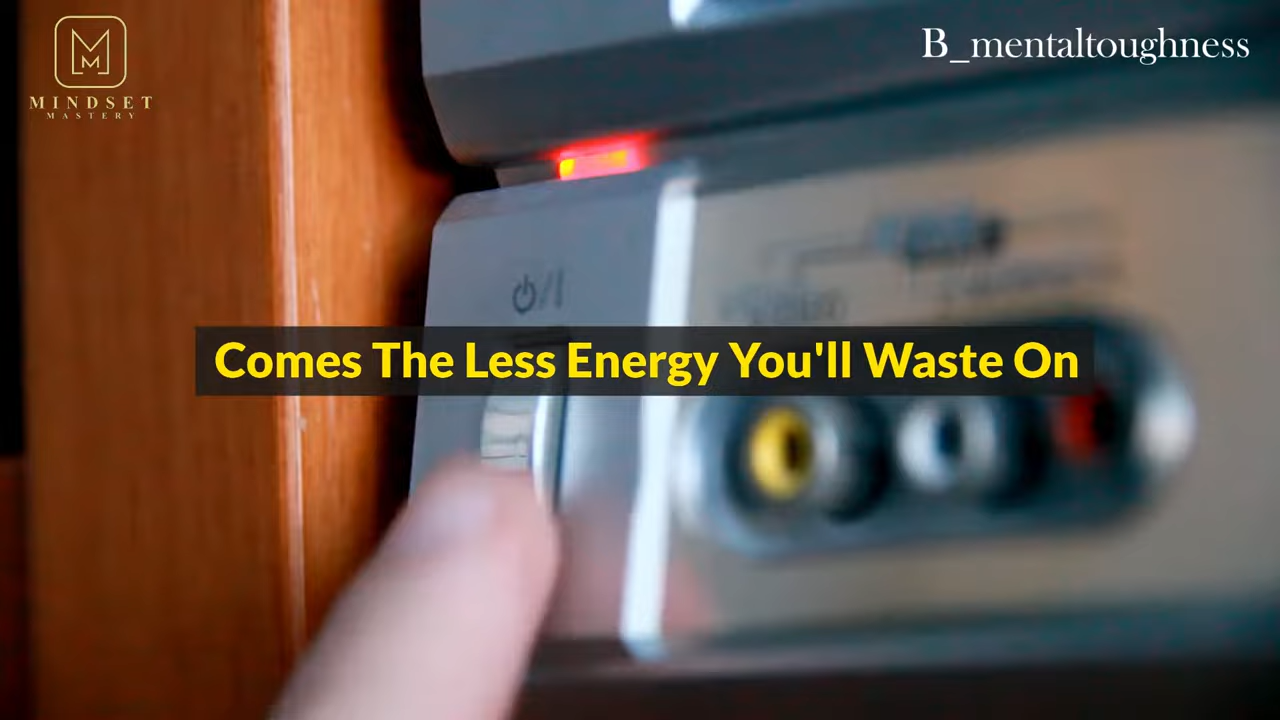 MINDSET
MASTERY
B_mentaltoughness
Comes The Less Energy You'll Waste On